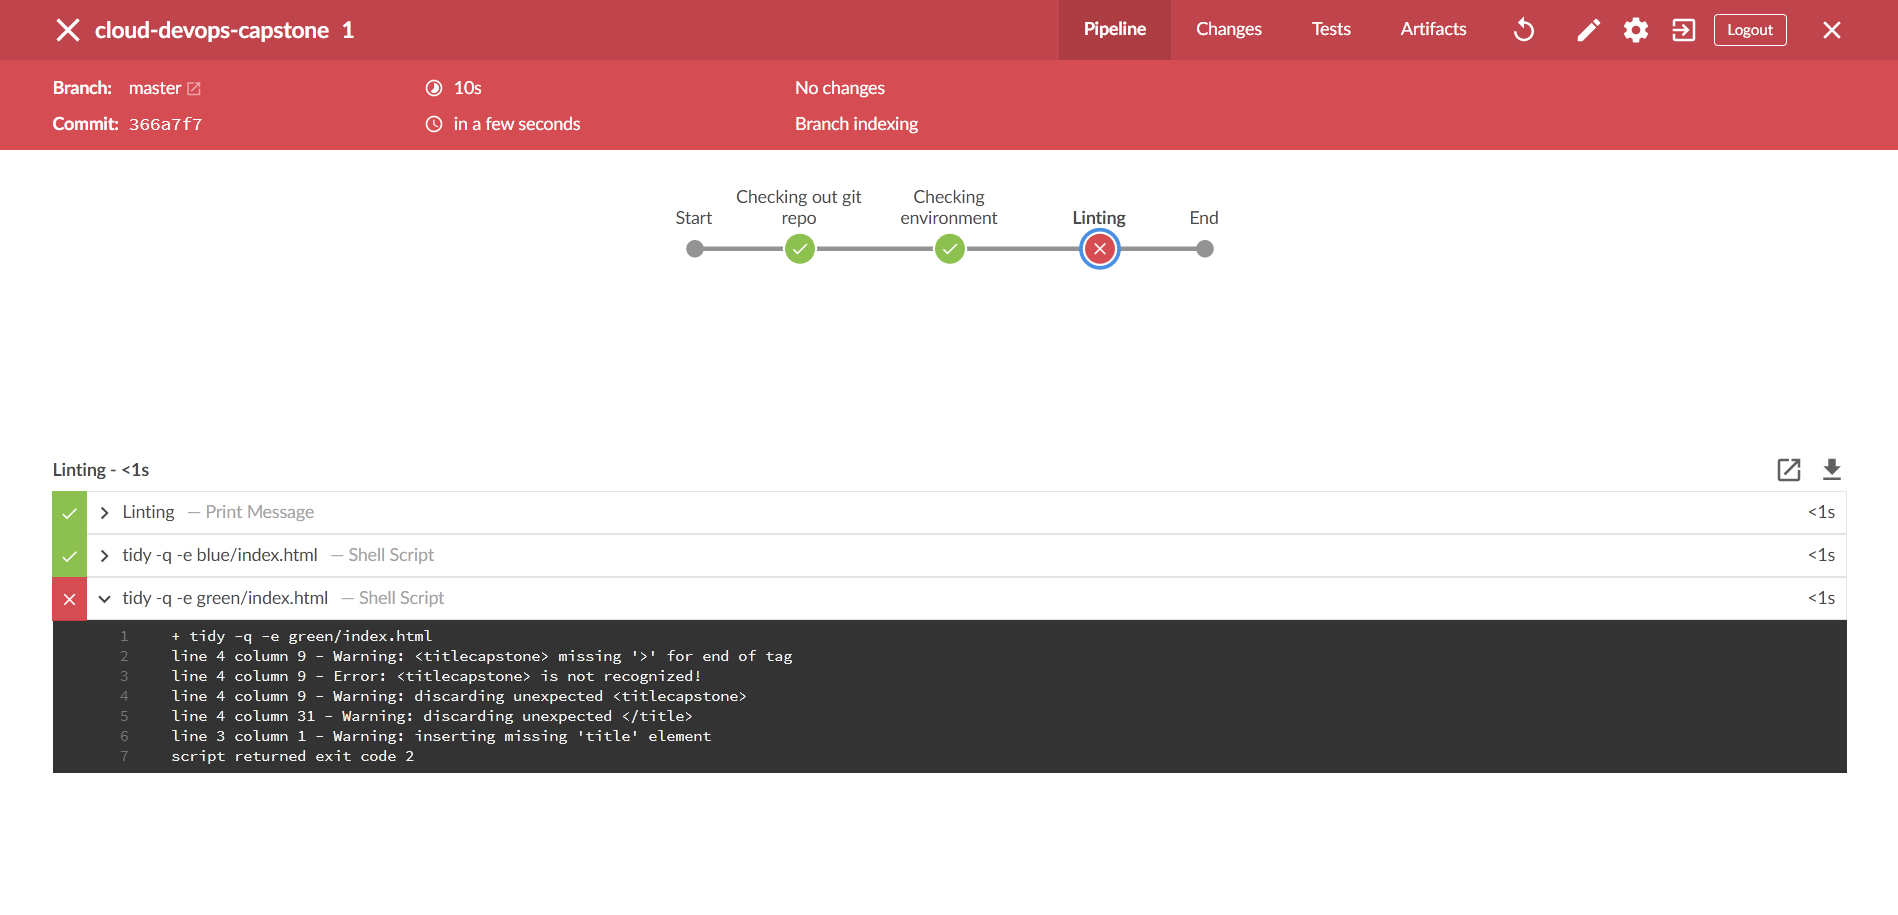 cloud-devops-capstone 1
Pipeline Changes Tests Artifacts Logout
Branch: master 10s No changes
Commit: 366a7f7 in a few seconds Branch indexing
Start
Checking out git
repo
Checking
environment
Linting
End
Linting - <1s
Linting — Print Message <1s
tidy -q -e blue/index.html — Shell Script <1s
tidy -q -e green/index.html — Shell Script <1s
1 + tidy -q -e green/index.html
2 line 4 column 9 - Warning: <titlecapstone> missing '>' for end of tag
3 line 4 column 9 - Error: <titlecapstone> is not recognized!
4 line 4 column 9 - Warning: discarding unexpected <titlecapstone>
5 line 4 column 31 - Warning: discarding unexpected </title>
6 line 3 column 1 - Warning: inserting missing 'title' element
7 script returned exit code 2